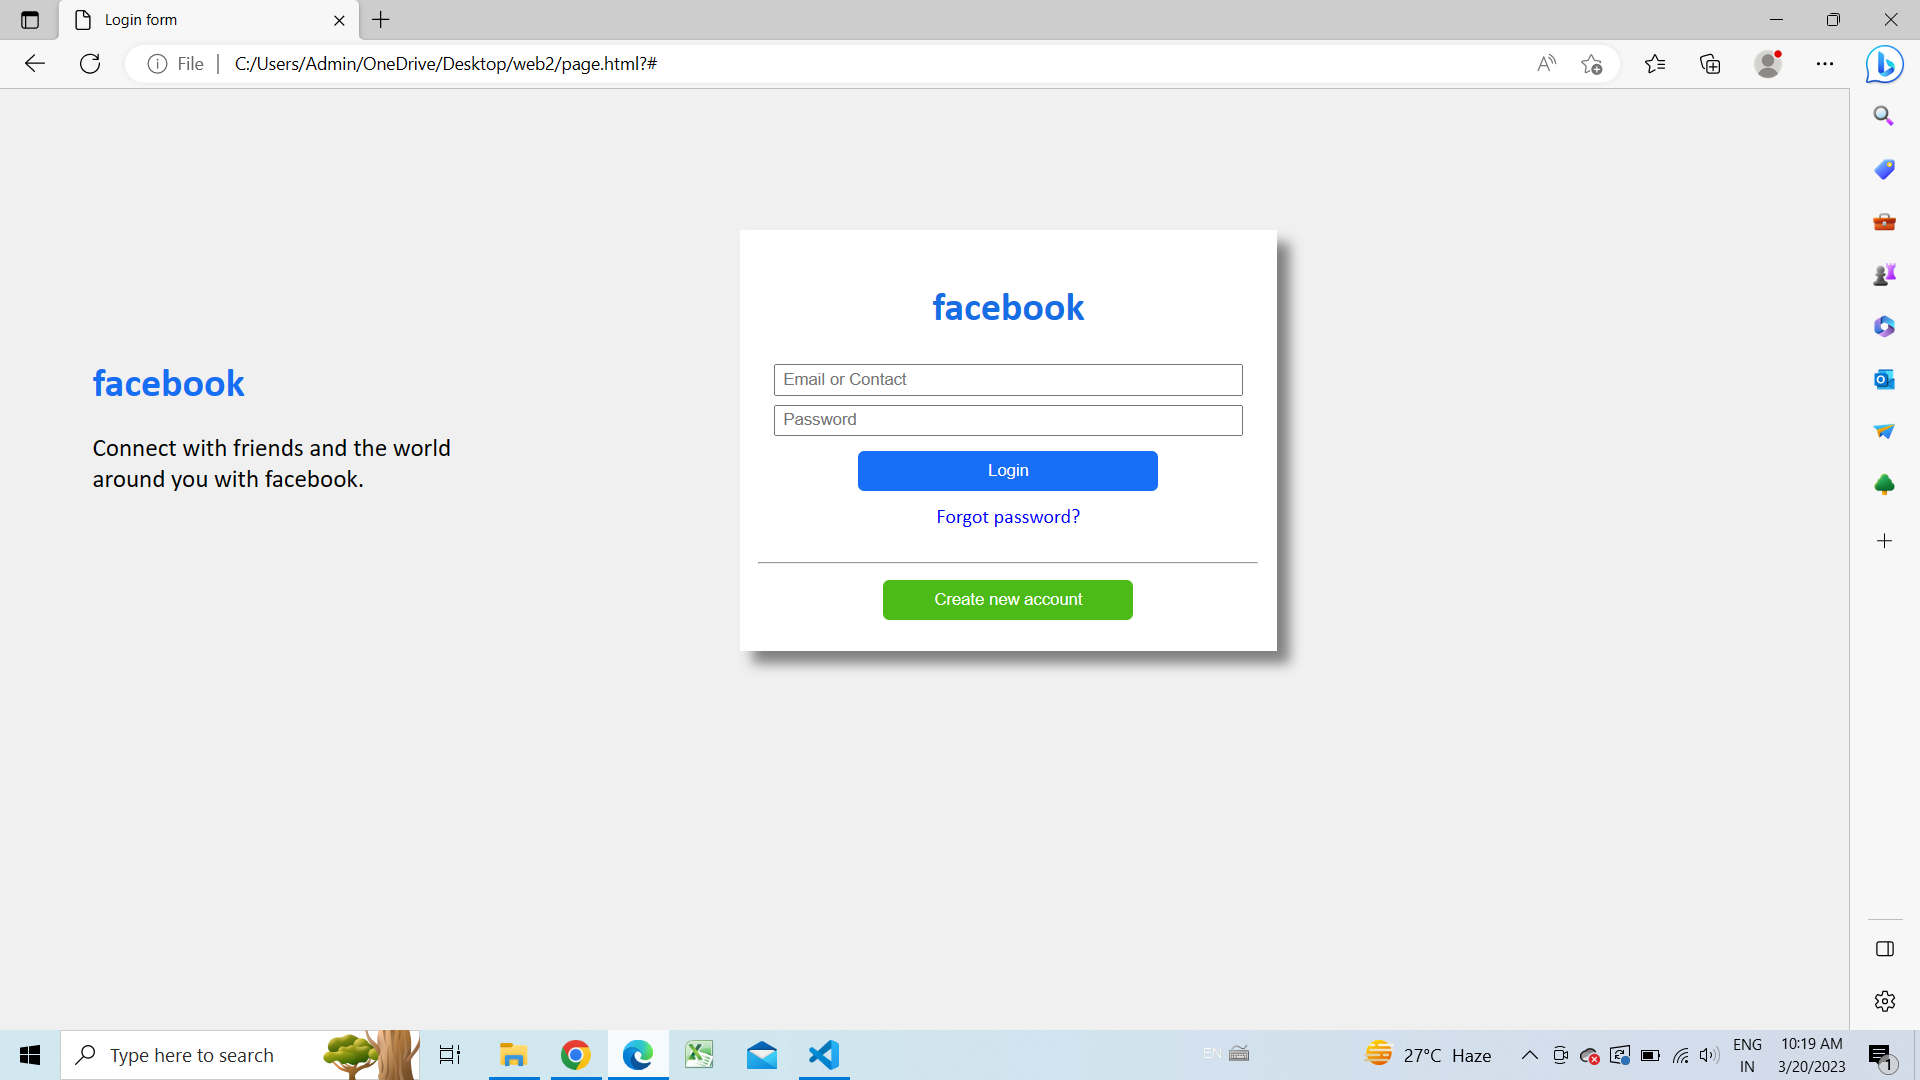 Login form
File
C:/Users/Admin/OneDrive/Desktop/web2/page.html?#
facebook
Email or Contact
Password
Login
Forgot password?
Create new account
facebook
Connect with friends and the world
around you with facebook.
Type here to search
EN
27°C Haze
ENG
IN
10:19 AM
3/20/2023
1